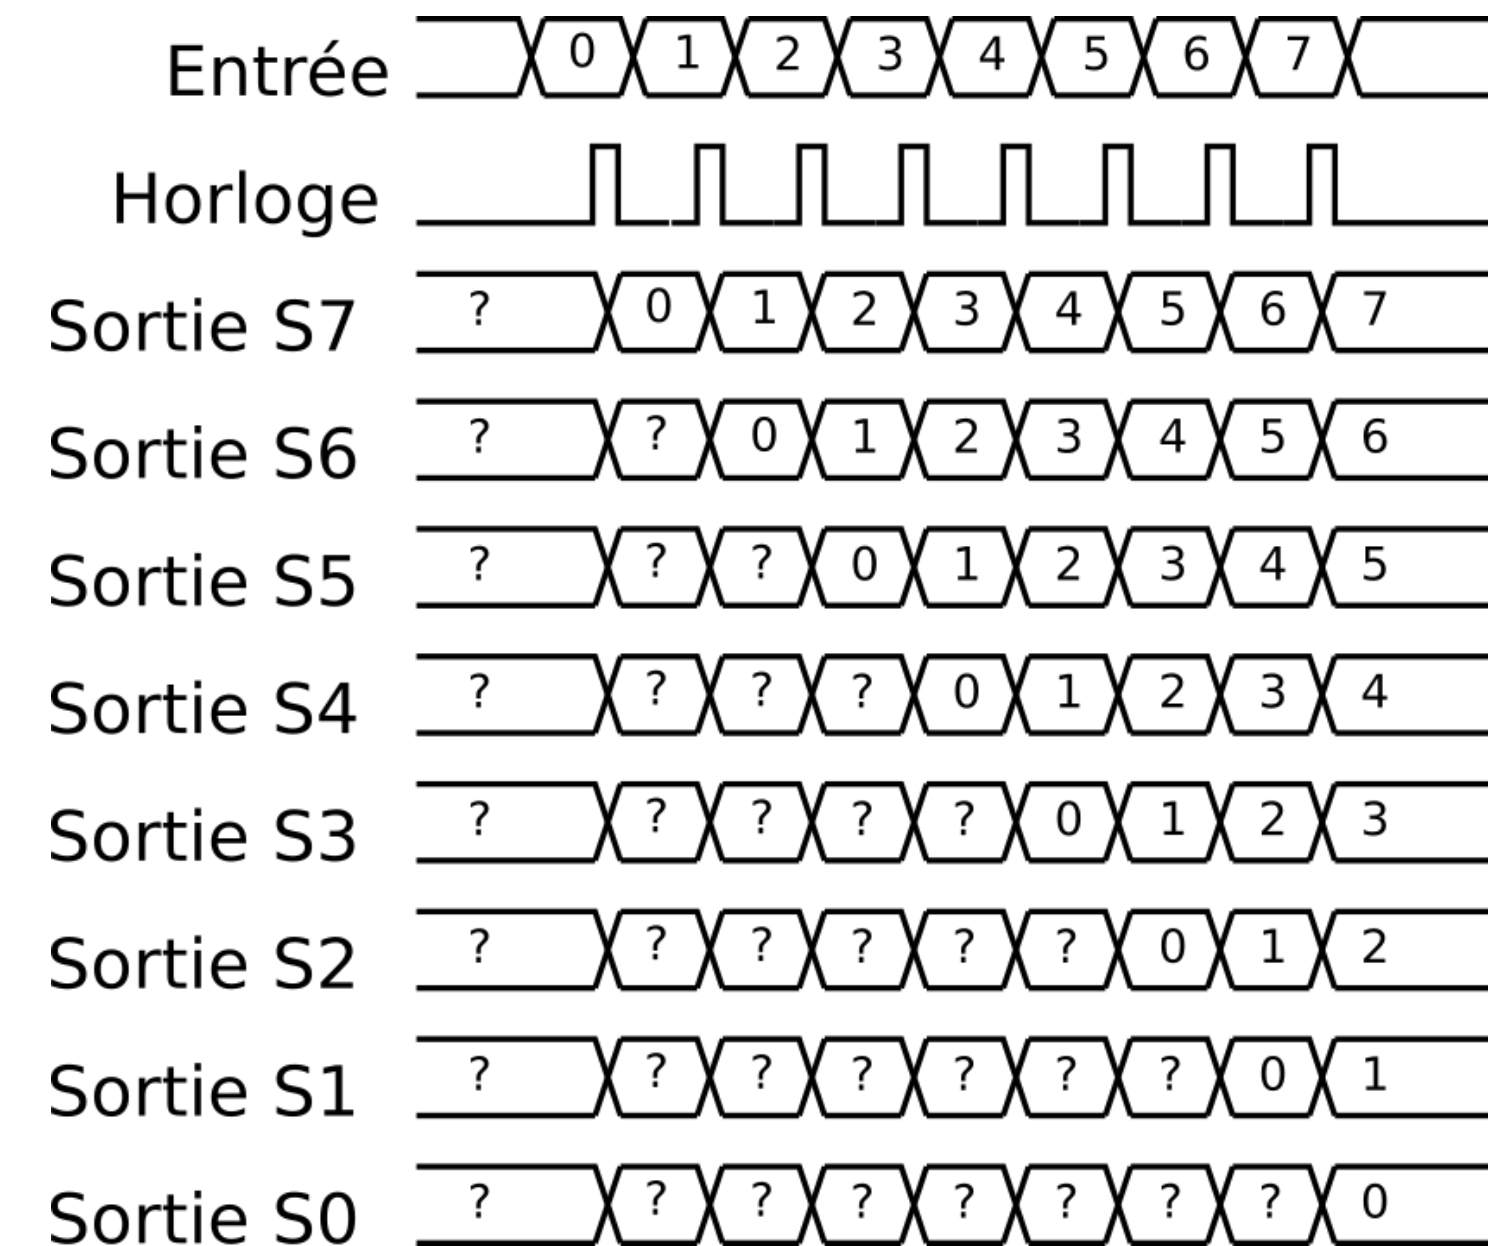 Entrée 0 1 2 3 4 5 6 7
Horloge
Sortie S7 ? 0 1 2 3 4 5 6 7
Sortie S6 ? ? 0 1 2 3 4 5 6
Sortie S5 ? ? ? 0 1 2 3 4 5
Sortie S4 ? ? ? ? 0 1 2 3 4
Sortie S3 ? ? ? ? ? 0 1 2 3
Sortie S2 ? ? ? ? ? ? 0 1 2
Sortie S1 ? ? ? ? ? ? ? 0 1
Sortie S0 ? ? ? ? ? ? ? ? 0